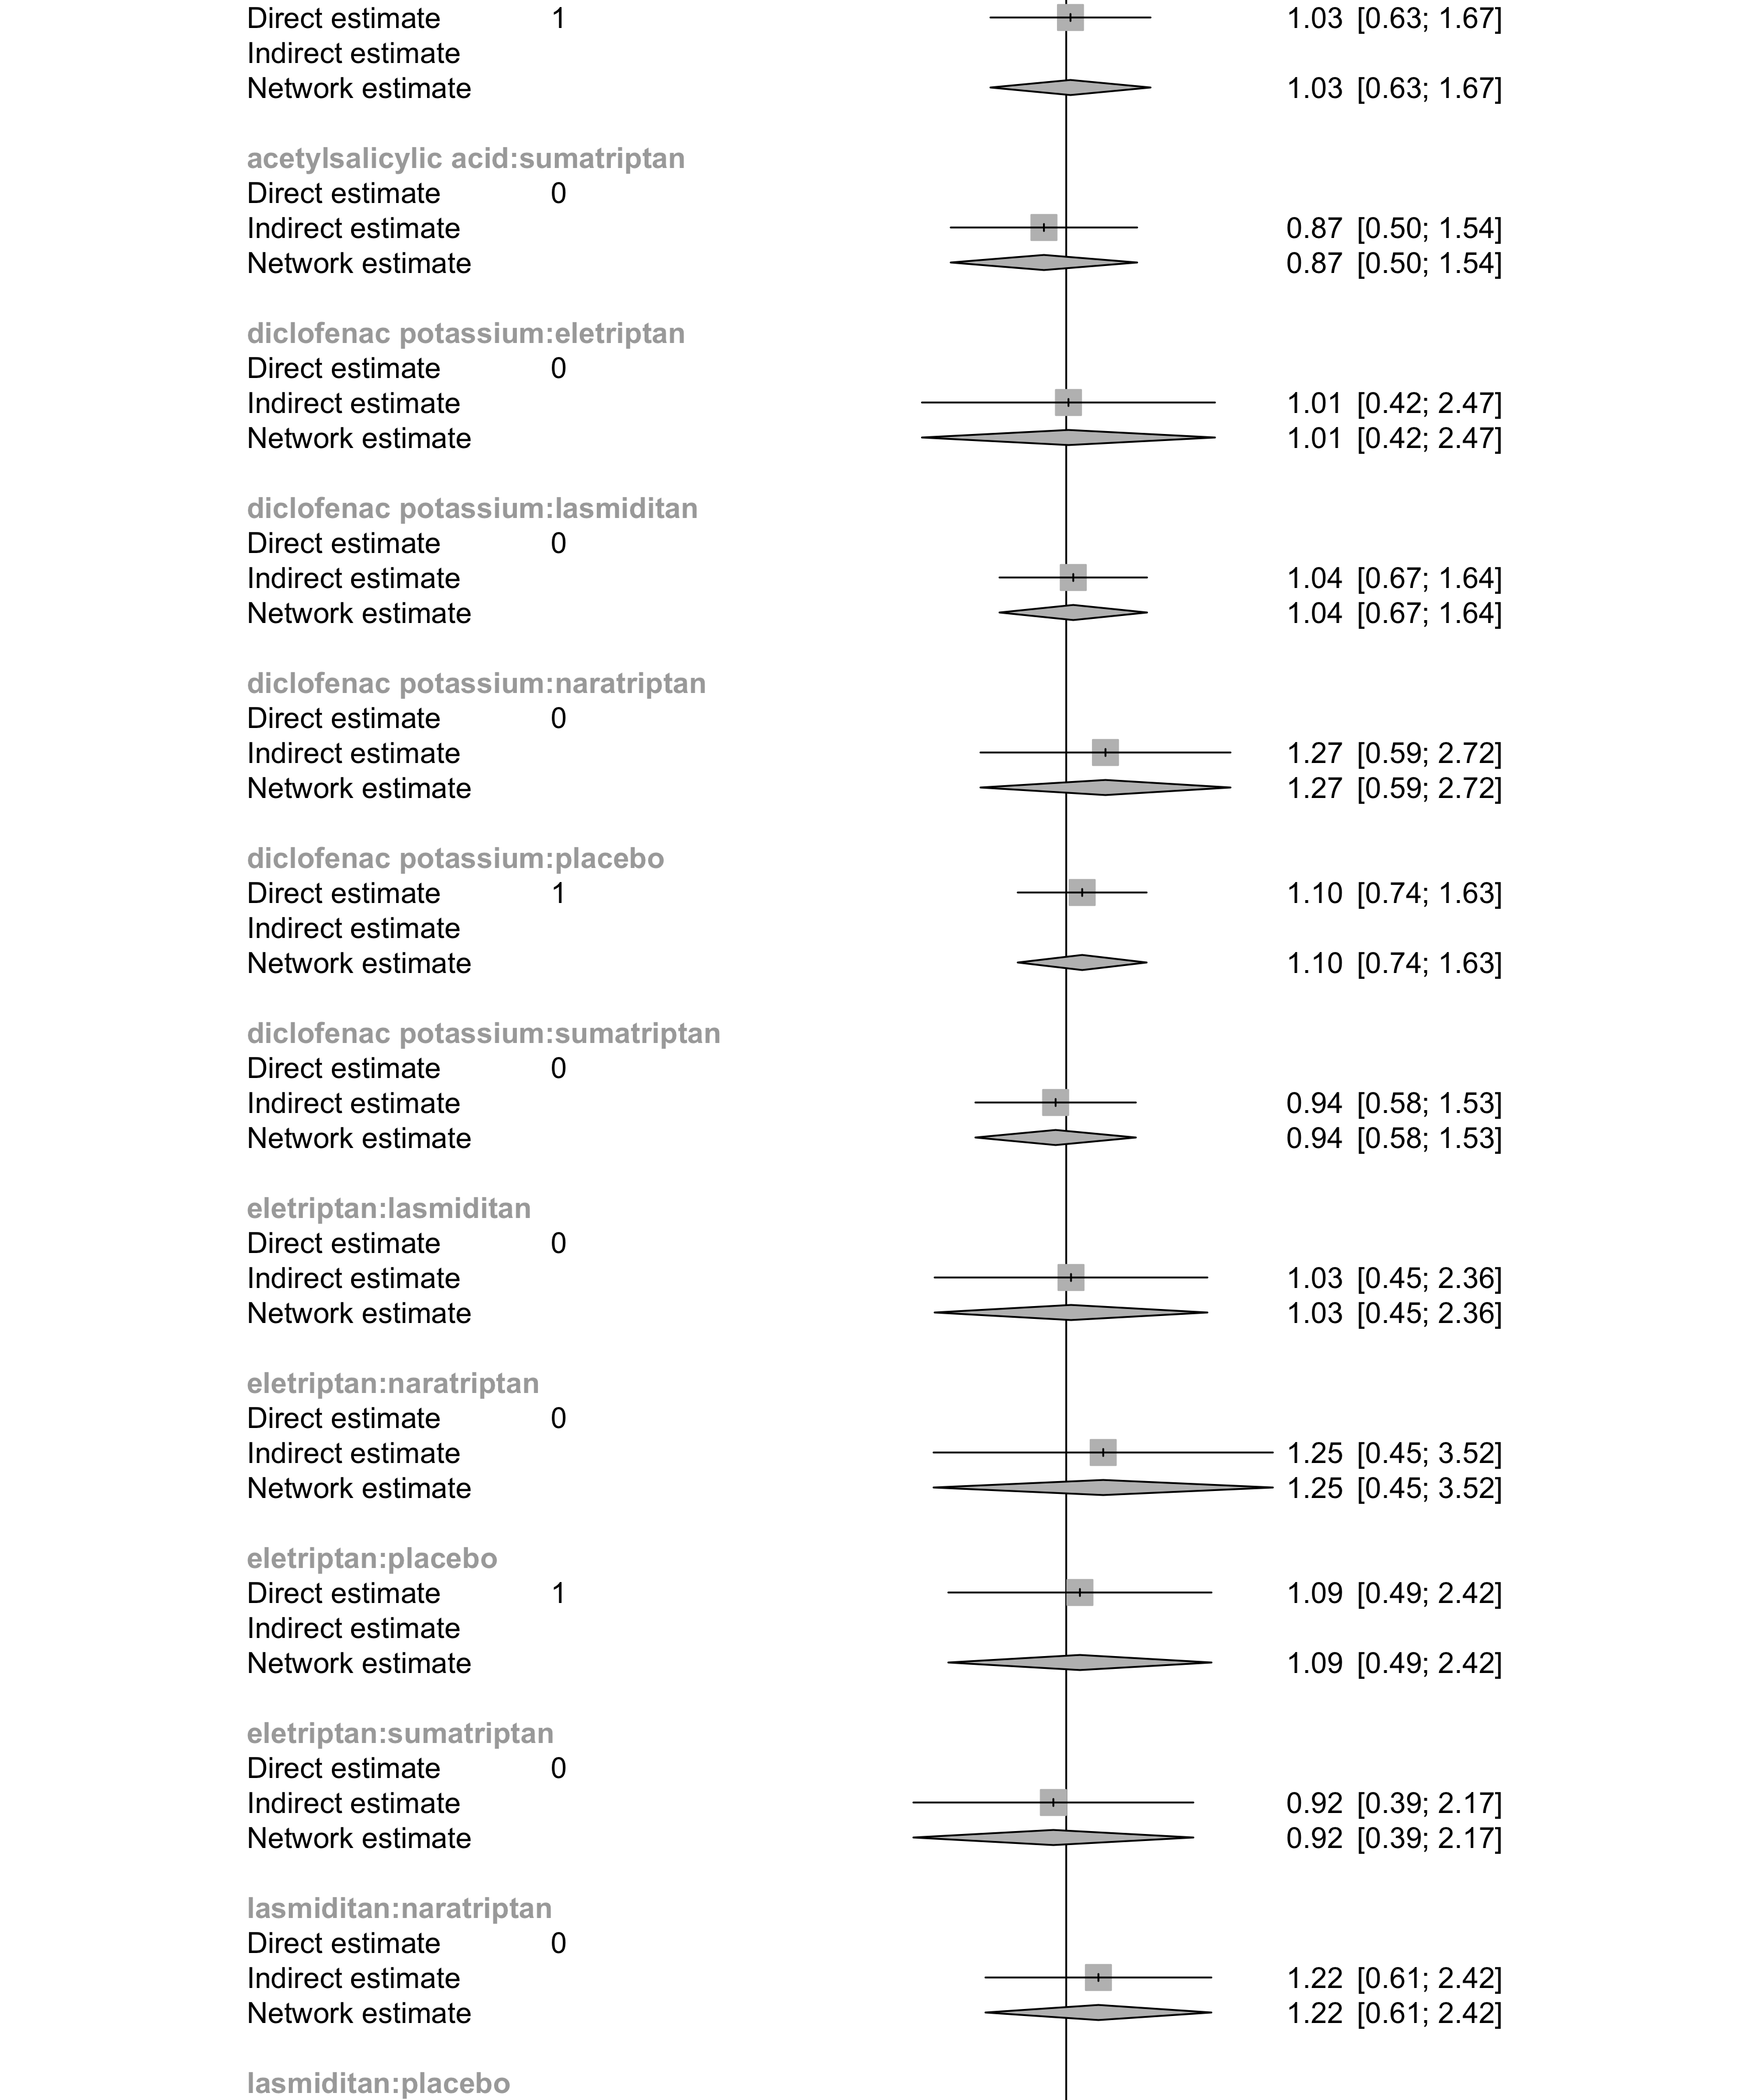 Direct estimate 1 1.03 [0.63; 1.67]
Indirect estimate
Network estimate 1.03 [0.63; 1.67]
acetylsalicylic acid:sumatriptan
Direct estimate 0
Indirect estimate 0.87 [0.50; 1.54]
Network estimate 0.87 [0.50; 1.54]
diclofenac potassium:eletriptan
Direct estimate 0
Indirect estimate 1.01 [0.42; 2.47]
Network estimate 1.01 [0.42; 2.47]
diclofenac potassium:lasmiditan
Direct estimate 0
Indirect estimate 1.04 [0.67; 1.64]
Network estimate 1.04 [0.67; 1.64]
diclofenac potassium:naratriptan
Direct estimate 0
Indirect estimate 1.27 [0.59; 2.72]
Network estimate 1.27 [0.59; 2.72]
diclofenac potassium:placebo
Direct estimate 1 1.10 [0.74; 1.63]
Indirect estimate
Network estimate 1.10 [0.74; 1.63]
diclofenac potassium:sumatriptan
Direct estimate 0
Indirect estimate 0.94 [0.58; 1.53]
Network estimate 0.94 [0.58; 1.53]
eletriptan:lasmiditan
Direct estimate 0
Indirect estimate 1.03 [0.45; 2.36]
Network estimate 1.03 [0.45; 2.36]
eletriptan:naratriptan
Direct estimate 0
Indirect estimate 1.25 [0.45; 3.52]
Network estimate 1.25 [0.45; 3.52]
eletriptan:placebo
Direct estimate 1 1.09 [0.49; 2.42]
Indirect estimate
Network estimate 1.09 [0.49; 2.42]
eletriptan:sumatriptan
Direct estimate 0
Indirect estimate 0.92 [0.39; 2.17]
Network estimate 0.92 [0.39; 2.17]
lasmiditan:naratriptan
Direct estimate 0
Indirect estimate 1.22 [0.61; 2.42]
Network estimate 1.22 [0.61; 2.42]
lasmiditan:placebo